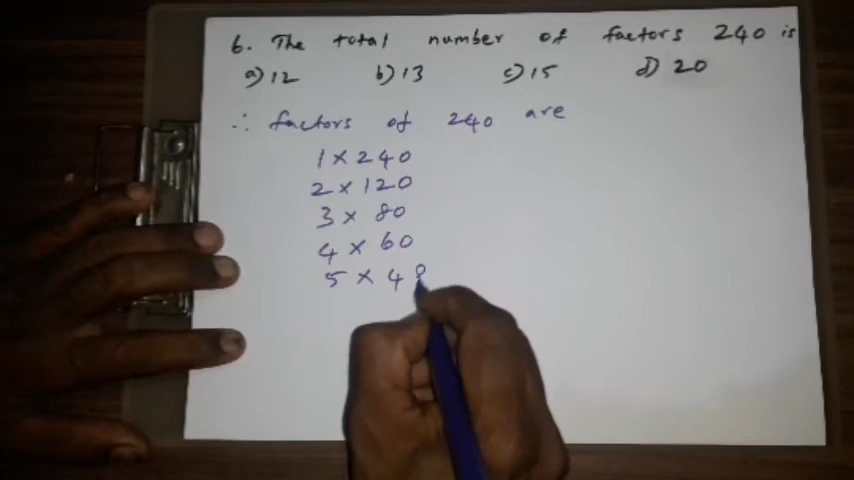 6. The total number of factors 240 is
a) 12 b) 13 c) 15 d) 20
∴ factors of 240 are
1 × 240
2 × 120
3 × 80
4 × 60
5 × 48